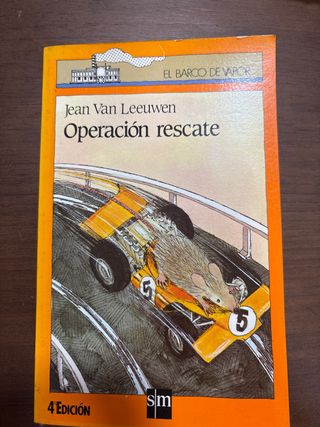 EL BARCO DE VAPOR
Jean Van Leeuwen
Operación rescate
5
5
4ª EDICIÓN
sm